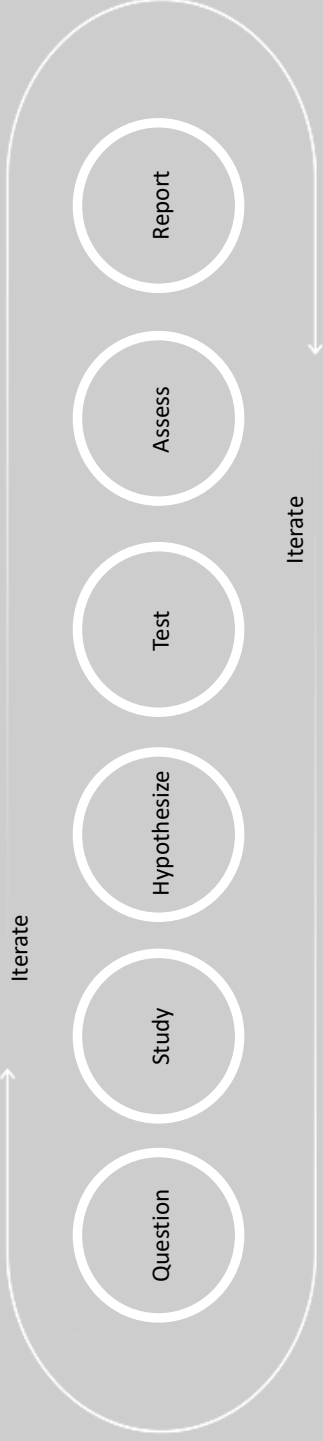 Iterate
Question
Study
Hypothesize
Test
Assess
Report
Iterate